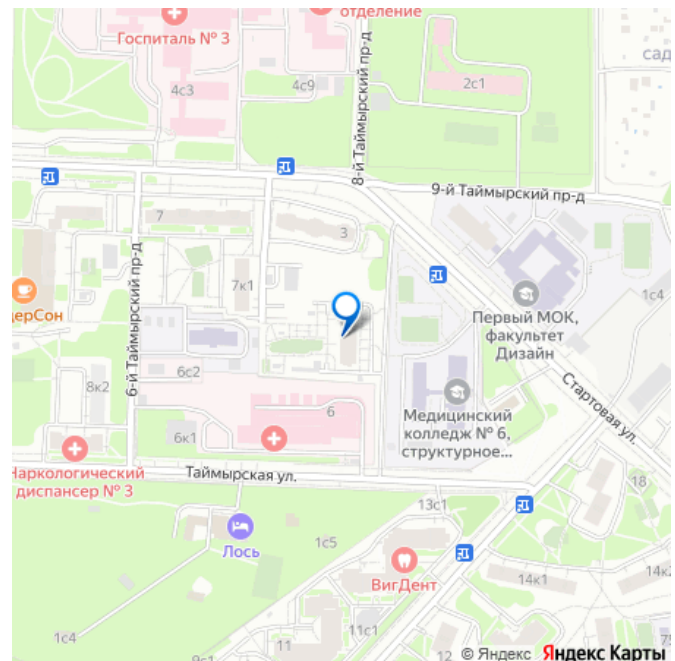 отделение
Госпиталь № 3
сад
4с3
4с9
2с1
8-й Таймырский пр-д
9-й Таймырский пр-д
7
3
6-й Таймырский пр-д
7к1
дерСон
1с4
Первый МОК,
факультет
Дизайн
6с2
8к2
6
Стартовая ул.
6к1
Медицинский
колледж № 6,
структурное...
Наркологический
диспансер № 3
Таймырская ул.
18
13с1
Лось
1с5
ВигДент
14к1
14к2
1с4
11
11с1
9с1
© Яндекс Яндекс Карты